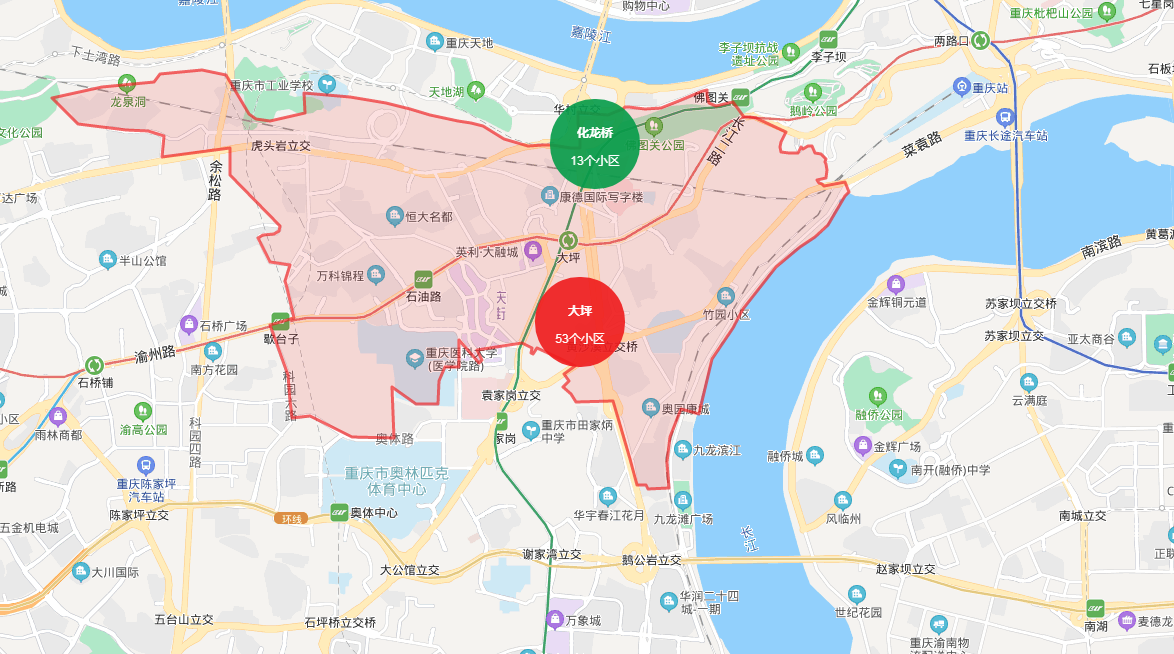 嘉陵江
购物中心
重庆枇杷山公园
七星岗
重庆天地
嘉陵江
李子坝抗战
遗址公园
李子坝
两路口
下土湾路
石板坡
重庆市工业学校
龙泉洞
天地湖
佛图关
鹅岭公园
重庆站
重庆长途汽车站
文化公园
虎头岩立交
化龙桥
13个小区
佛图关公园
长江二路
菜袁路
余松路
达广场
康德国际写字楼
恒大名都
英利·大融城
大坪
半山公馆
万科锦程
石油路
天街
南滨路
金辉铜元道
苏家坝立交桥
竹园小区
大坪
53个小区
立交桥
石桥广场
歇台子
苏家坝立交
亚太商谷
渝州路
南方花园
石桥铺
重庆医科大学
(医学院路)
袁家岗立交
科园六路
云满庭
融侨公园
奥园康城
小区
雨林商都
渝高公园
科园四路
奥体路
家岗
重庆市田家炳
中学
九龙滨江
融侨城
金辉广场
南开(融侨)中学
重庆陈家坪
汽车站
重庆市奥林匹克
体育中心
新路
陈家坪立交
环线
奥体中心
华宇春江花月
九龙滩广场
长江
风临州
南城立交
五金机电城
大川国际
大公馆立交
谢家湾立交
鹅公岩立交
赵家坝立交
正联
五台山立交
石坪桥立交桥
万象城
华润二十四
城-一期
世纪花园
重庆渝南物
南湖
麦德龙